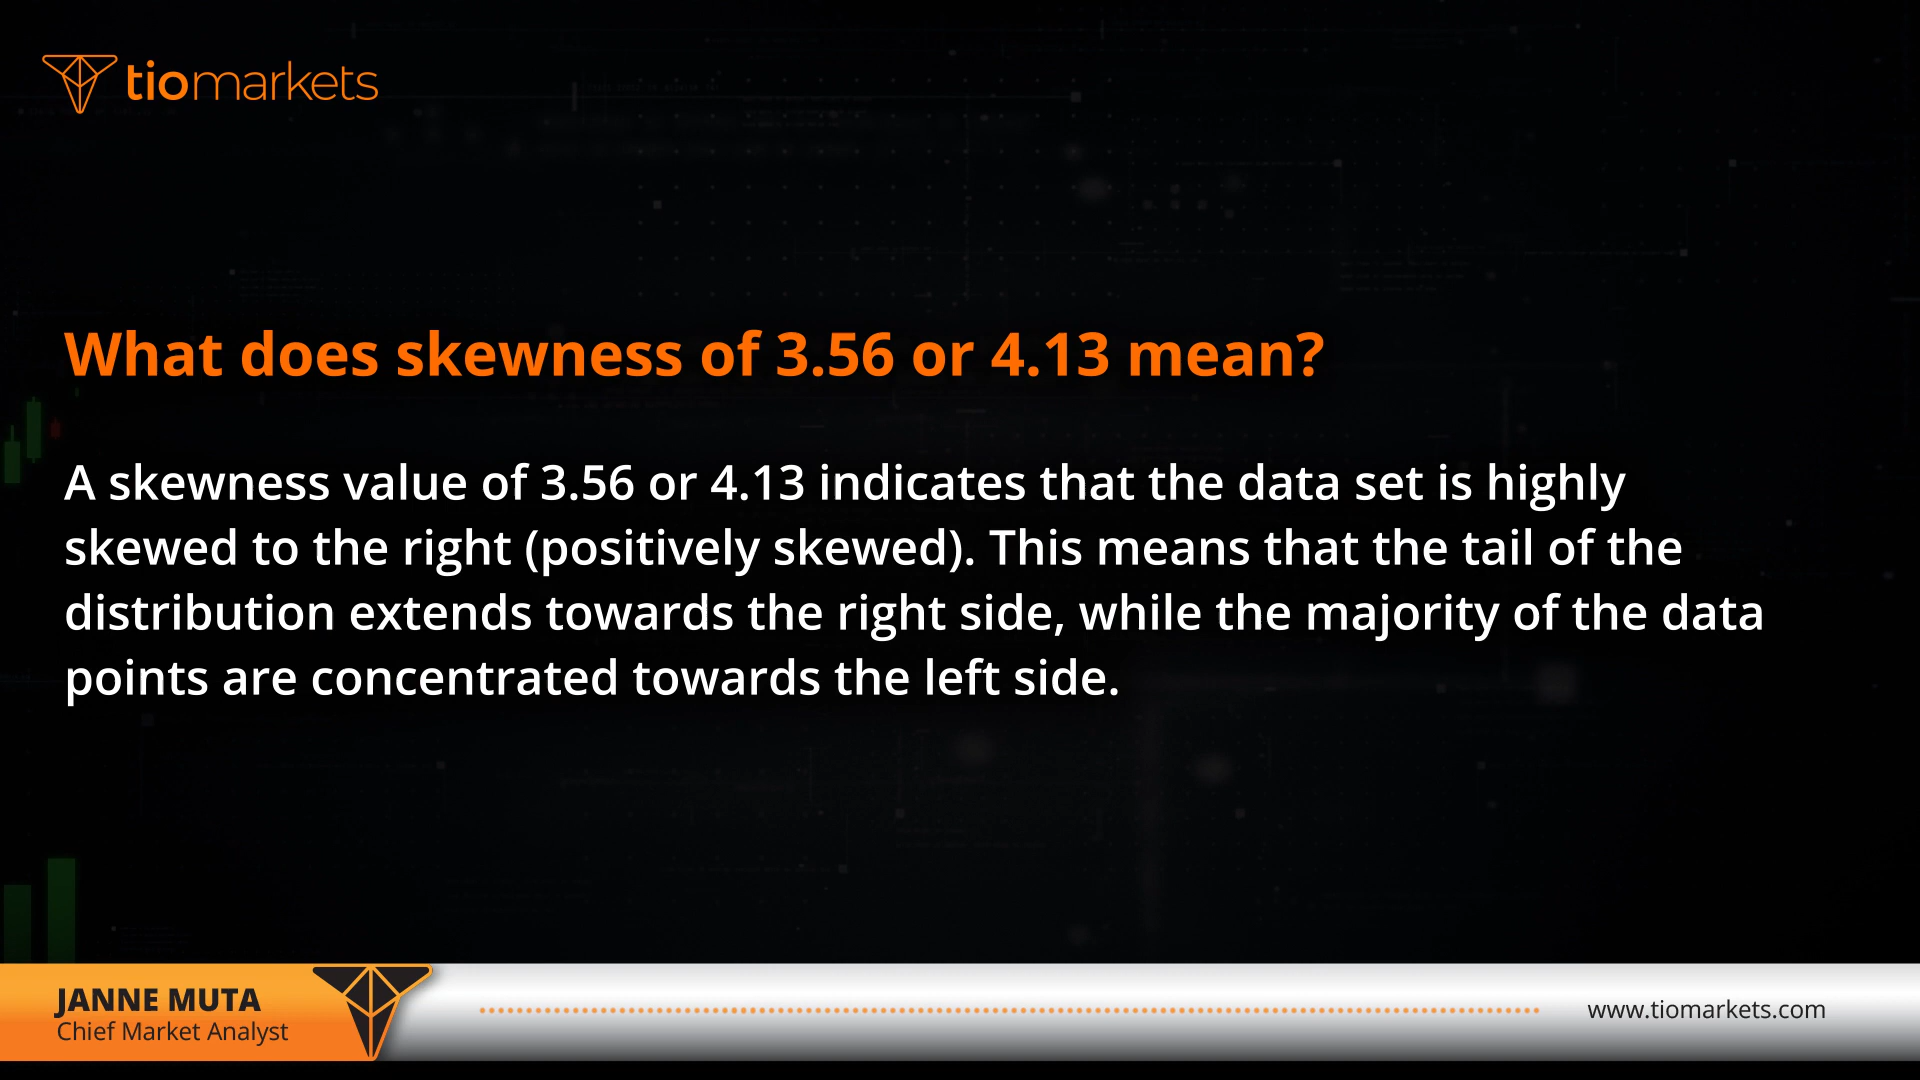 tiomarkets
What does skewness of 3.56 or 4.13 mean?
A skewness value of 3.56 or 4.13 indicates that the data set is highly
skewed to the right (positively skewed). This means that the tail of the
distribution extends towards the right side, while the majority of the data
points are concentrated towards the left side.
JANNE MUTA
Chief Market Analyst
www.tiomarkets.com